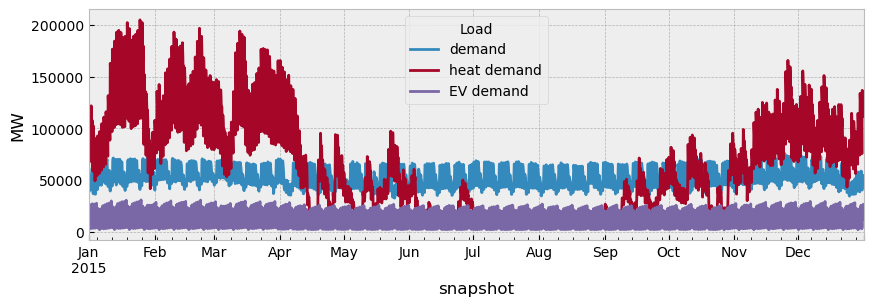 200000
150000
100000
50000
0
MW
Load
demand
heat demand
EV demand
Jan Feb Mar Apr May Jun Jul Aug Sep Oct Nov Dec
2015
snapshot